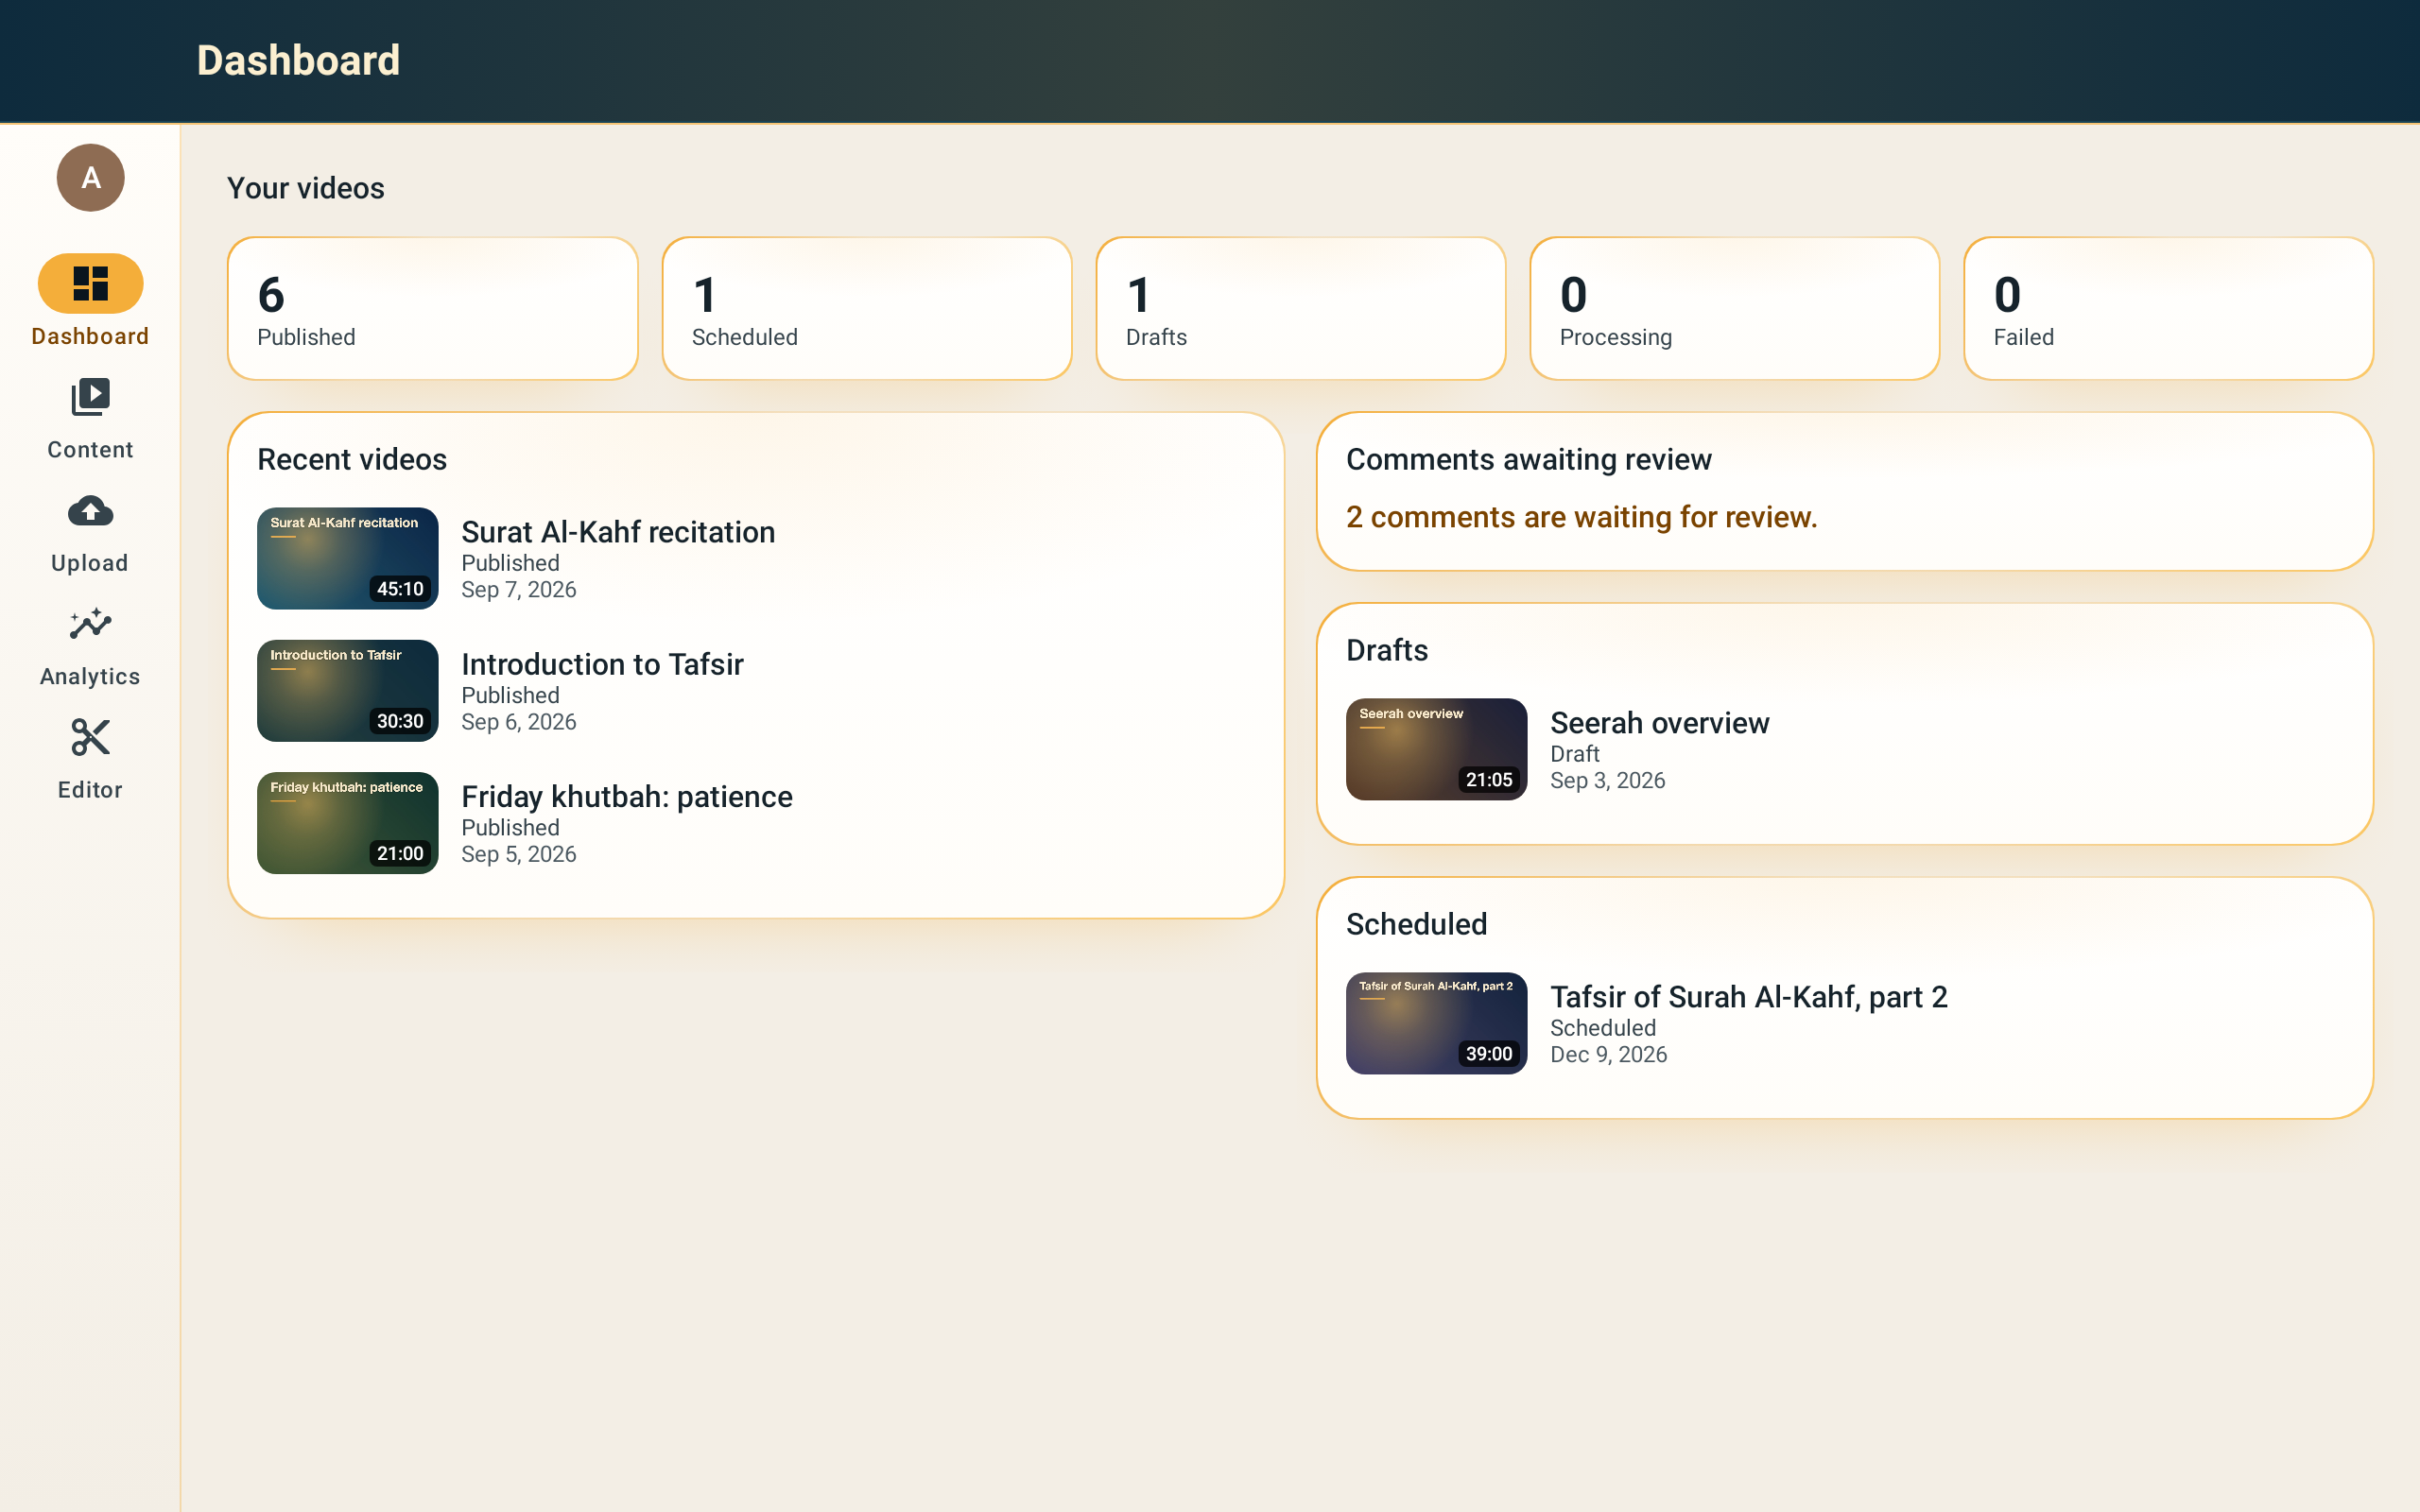 Dashboard
A
Dashboard
Content
Upload
Analytics
Editor
Your videos
6
Published
1
Scheduled
1
Drafts
0
Processing
0
Failed
Recent videos
Surat Al-Kahf recitation
45:10
Surat Al-Kahf recitation
Published
Sep 7, 2026
Introduction to Tafsir
30:30
Introduction to Tafsir
Published
Sep 6, 2026
Friday khutbah: patience
21:00
Friday khutbah: patience
Published
Sep 5, 2026
Comments awaiting review
2 comments are waiting for review.
Drafts
Seerah overview
21:05
Seerah overview
Draft
Sep 3, 2026
Scheduled
Tafsir of Surah Al-Kahf, part 2
39:00
Tafsir of Surah Al-Kahf, part 2
Scheduled
Dec 9, 2026